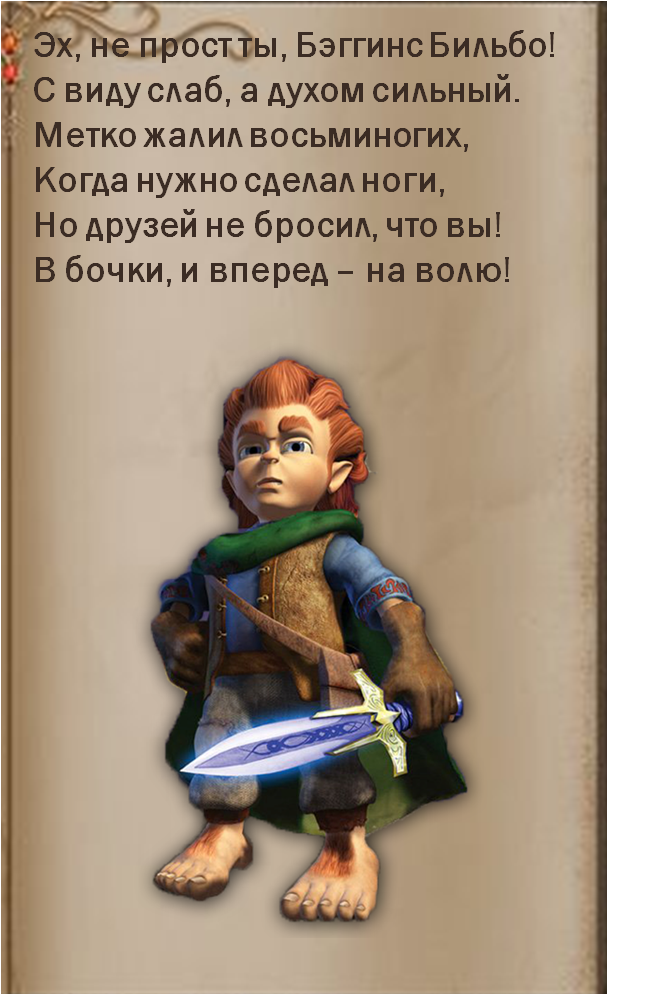 Эх, не прост ты, Бэггинс Бильбо!
С виду слаб, а духом сильный.
Метко жалил восьминогих,
Когда нужно сделал ноги,
Но друзей не бросил, что вы!
В бочки, и вперед – на волю!